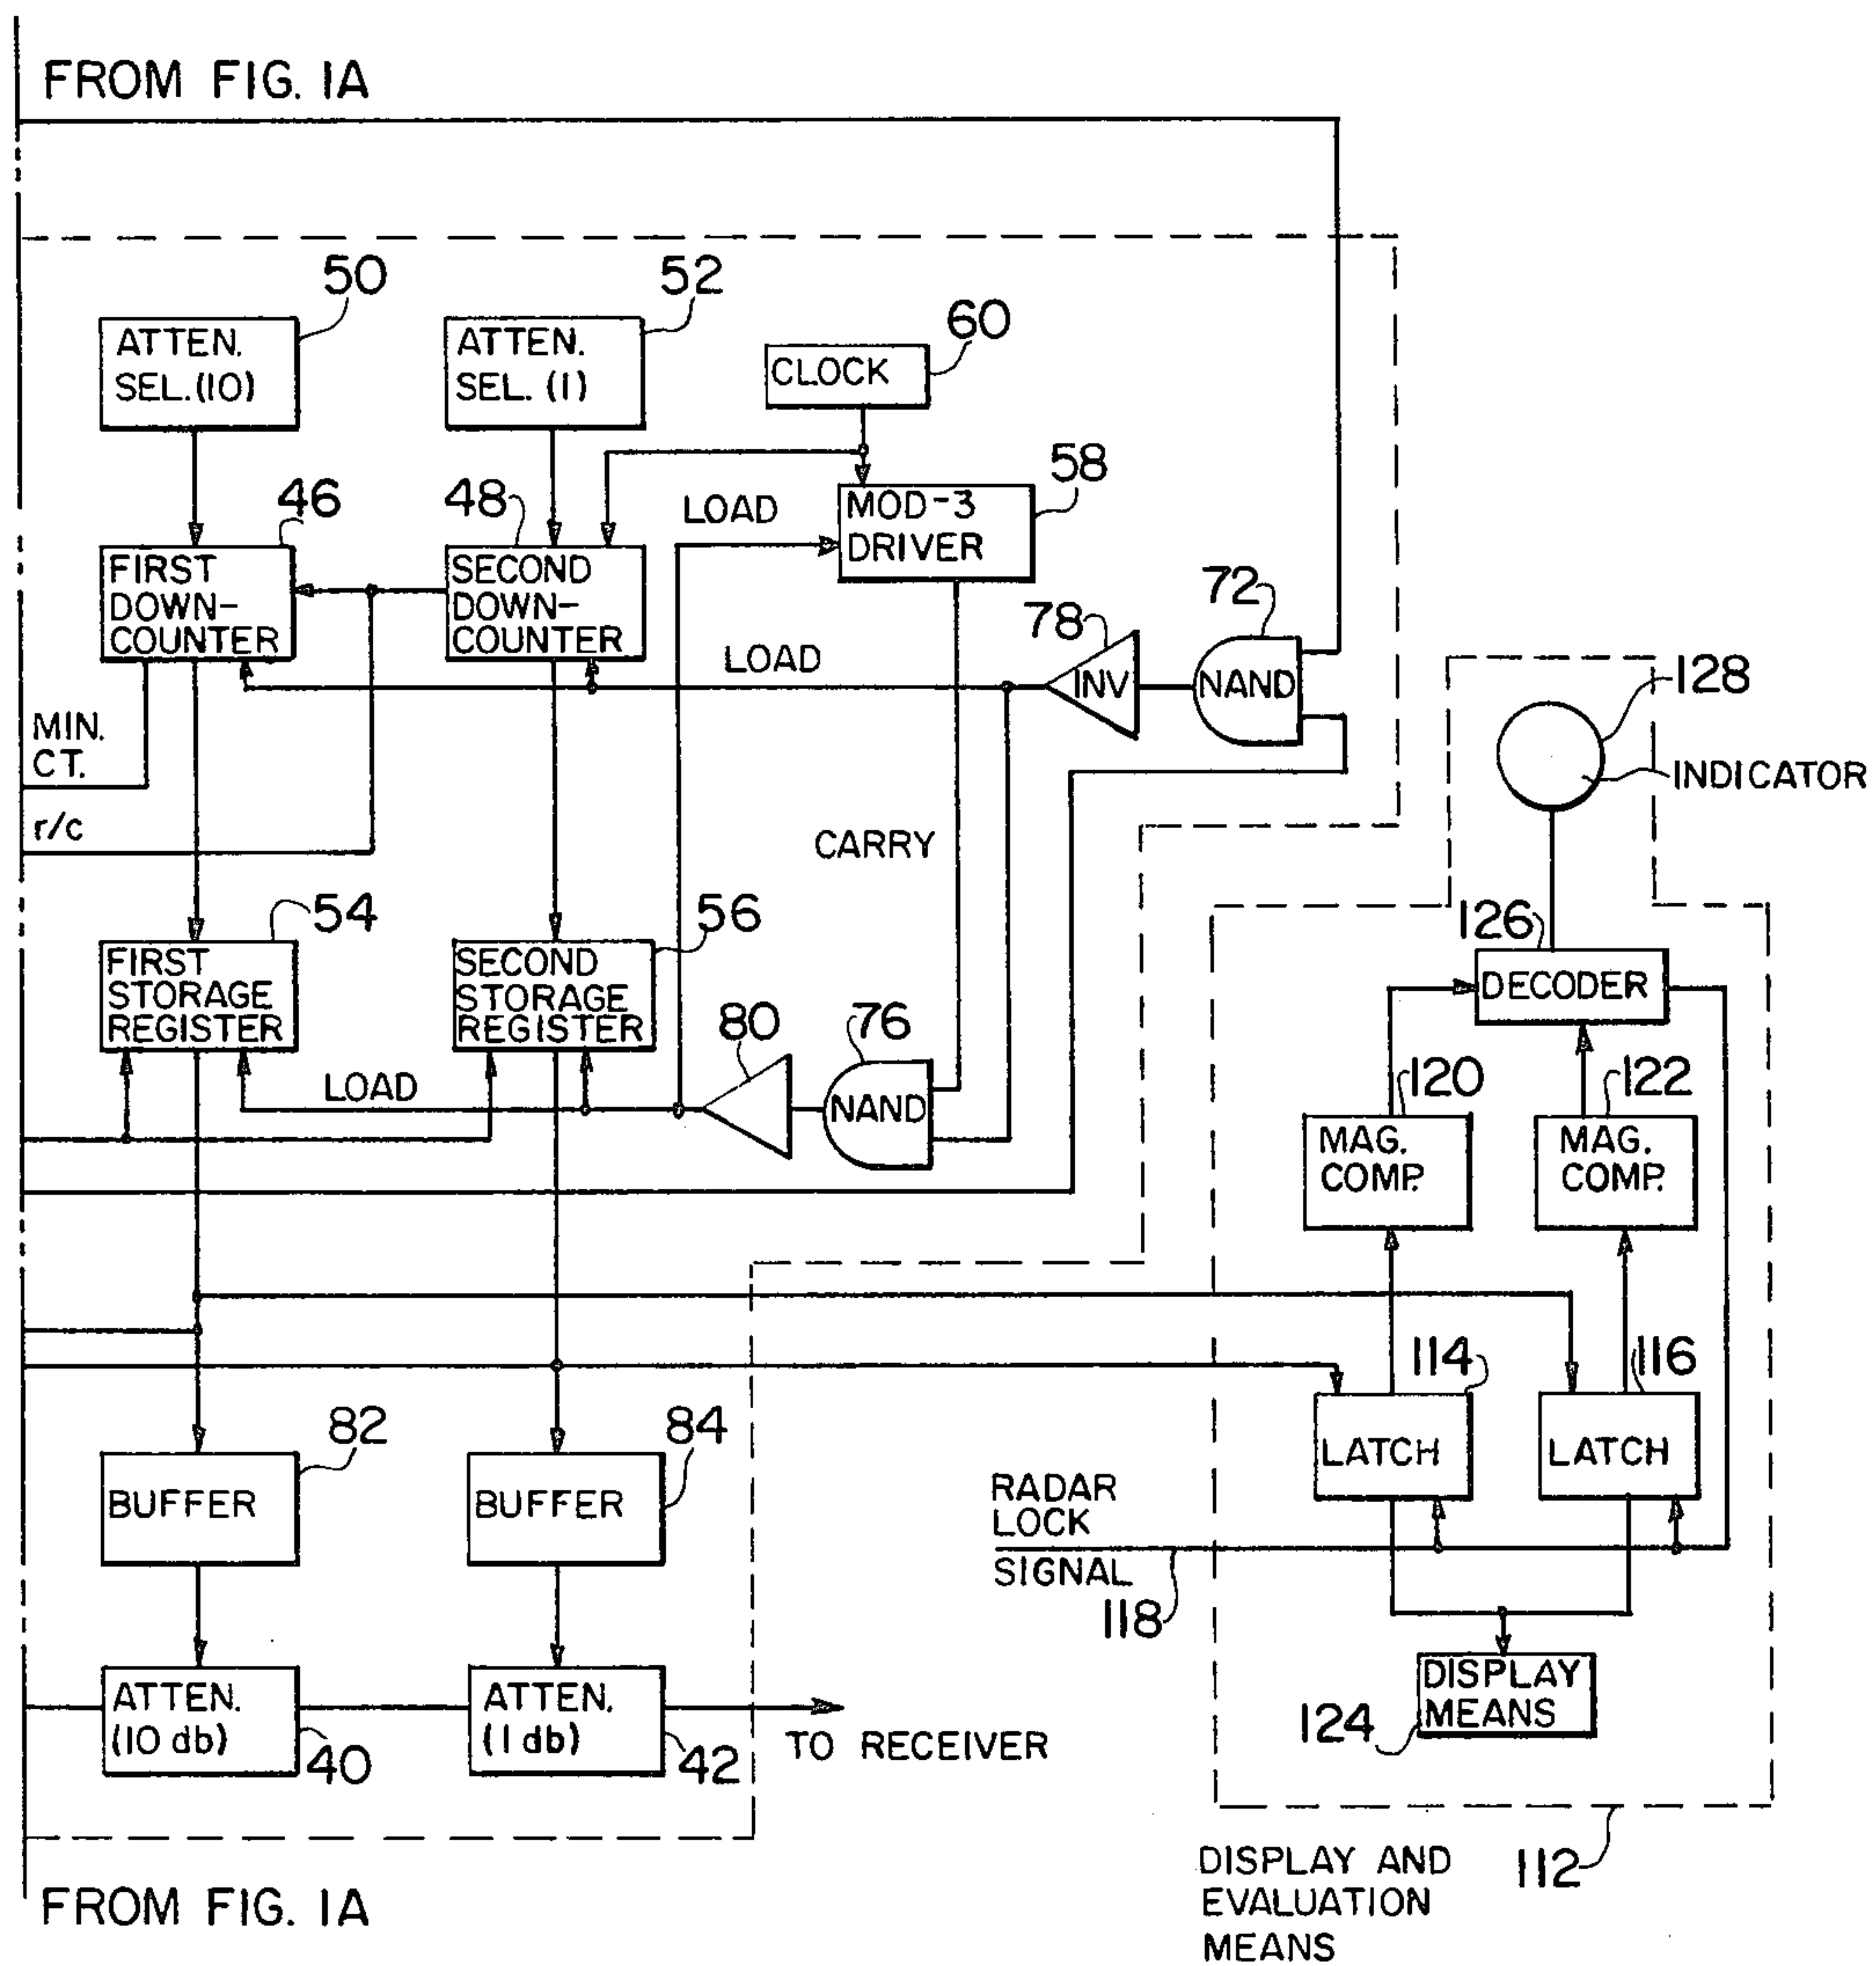 FROM FIG. 1A
50
52
60
ATTEN.
SEL.(10)
ATTEN.
SEL. (1)
CLOCK
46
48
LOAD
58
MOD-3
DRIVER
FIRST
DOWN-
COUNTER
SECOND
DOWN-
COUNTER
72
78
LOAD
INV
NAND
128
MIN.
CT.
INDICATOR
r/c
CARRY
54
56
126
FIRST
STORAGE
REGISTER
SECOND
STORAGE
REGISTER
DECODER
80
76
LOAD
NAND
120
122
MAG.
COMP.
MAG.
COMP.
114
116
82
84
LATCH
LATCH
BUFFER
BUFFER
RADAR
LOCK
SIGNAL
118
ATTEN.
(10 db)
40
ATTEN.
(1 db)
42
TO RECEIVER
DISPLAY
MEANS
124
DISPLAY AND
EVALUATION
MEANS
112
FROM FIG. 1A